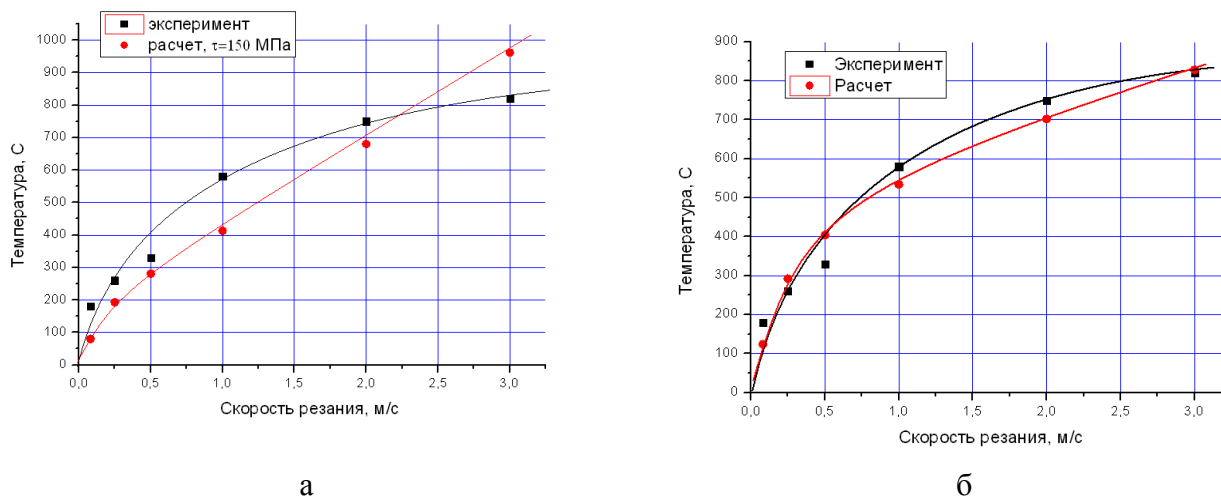 эксперимент
расчет, τ=150 МПа
1000
900
800
700
600
500
400
300
200
100
0
Температура, С
0,0 0,5 1,0 1,5 2,0 2,5 3,0
Скорость резания, м/с
а
Эксперимент
Расчет
900
800
700
600
500
400
300
200
100
0
Температура, С
0,0 0,5 1,0 1,5 2,0 2,5 3,0
Скорость резания, м/с
б